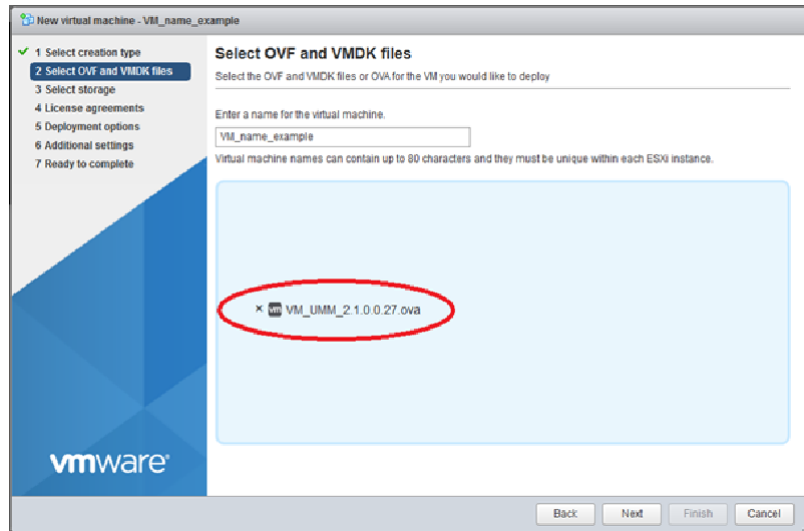 New virtual machine - VM_name_example
1 Select creation type
2 Select OVF and VMDK files
3 Select storage
4 License agreements
5 Deployment options
6 Additional settings
7 Ready to complete
Select OVF and VMDK files
Select the OVF and VMDK files or OVA for the VM you would like to deploy
Enter a name for the virtual machine.
VM_name_example
Virtual machine names can contain up to 80 characters and they must be unique within each ESXi instance.
× vm VM_UMM_2.1.0.0.27.ova
vmware®
Back Next Finish Cancel